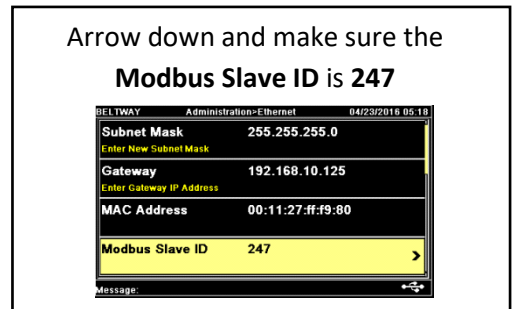 Arrow down and make sure the
Modbus Slave ID is 247
BELTWAY Administration>Ethernet 04/23/2016 05:18
Subnet Mask 255.255.255.0
Enter New Subnet Mask
Gateway 192.168.10.125
Enter Gateway IP Address
MAC Address 00:11:27:ff:f9:80
Modbus Slave ID 247 >
Message: